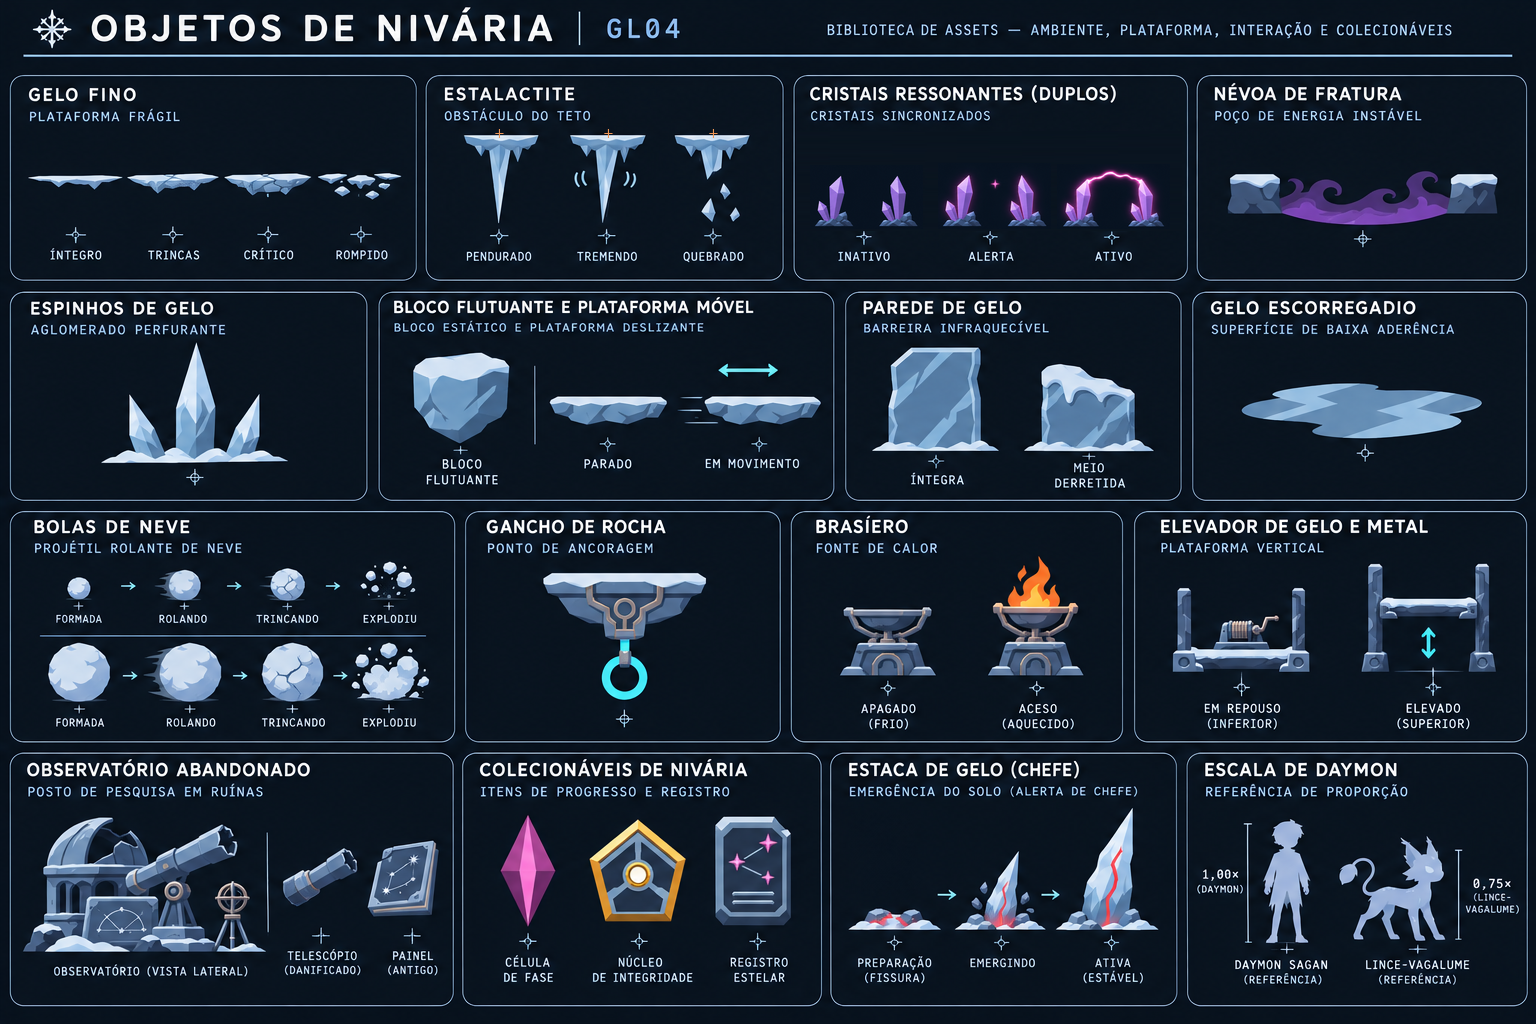 OBJETOS DE NIVÁRIA
GL04
BIBLIOTECA DE ASSETS — AMBIENTE, PLATAFORMA, INTERAÇÃO E COLECIONÁVEIS
GELO FINO
PLATAFORMA FRÁGIL
ÍNTEGRO
TRINCAS
CRÍTICO
ROMPIDO
ESTALACTITE
OBSTÁCULO DO TETO
PENDURADO
TREMENDO
QUEBRADO
CRISTAIS RESSONANTES (DUPLOS)
CRISTAIS SINCRONIZADOS
INATIVO
ALERTA
ATIVO
NÉVOA DE FRATURA
POÇO DE ENERGIA INSTÁVEL
ESPINHOS DE GELO
AGLOMERADO PERFURANTE
BLOCO FLUTUANTE E PLATAFORMA MÓVEL
BLOCO ESTÁTICO E PLATAFORMA DESLIZANTE
BLOCO
FLUTUANTE
PARADO
EM MOVIMENTO
PAREDE DE GELO
BARREIRA INFRAQUECÍVEL
ÍNTEGRA
MEIO
DERRETIDA
GELO ESCORREGADIO
SUPERFÍCIE DE BAIXA ADERÊNCIA
BOLAS DE NEVE
PROJÉTIL ROLANTE DE NEVE
FORMADA
ROLANDO
TRINCANDO
EXPLODIU
FORMADA
ROLANDO
TRINCANDO
EXPLODIU
GANCHO DE ROCHA
PONTO DE ANCORAGEM
BRASÍERO
FONTE DE CALOR
APAGADO
(FRIO)
ACESO
(AQUECIDO)
ELEVADOR DE GELO E METAL
PLATAFORMA VERTICAL
EM REPOUSO
(INFERIOR)
ELEVADO
(SUPERIOR)
OBSERVATÓRIO ABANDONADO
POSTO DE PESQUISA EM RUÍNAS
OBSERVATÓRIO (VISTA LATERAL)
TELESCÓPIO
(DANIFICADO)
PAINEL
(ANTIGO)
COLECIONÁVEIS DE NIVÁRIA
ITENS DE PROGRESSO E REGISTRO
CÉLULA
DE FASE
NÚCLEO
DE INTEGRIDADE
REGISTRO
ESTELAR
ESTACA DE GELO (CHEFE)
EMERGÊNCIA DO SOLO (ALERTA DE CHEFE)
PREPARAÇÃO
(FISSURA)
EMERGINDO
ATIVA
(ESTÁVEL)
ESCALA DE DAYMON
REFERÊNCIA DE PROPORÇÃO
1,00×
(DAYMON)
0,75×
(LINCE-
VAGALUME)
DAYMON SAGAN
(REFERÊNCIA)
LINCE-VAGALUME
(REFERÊNCIA)